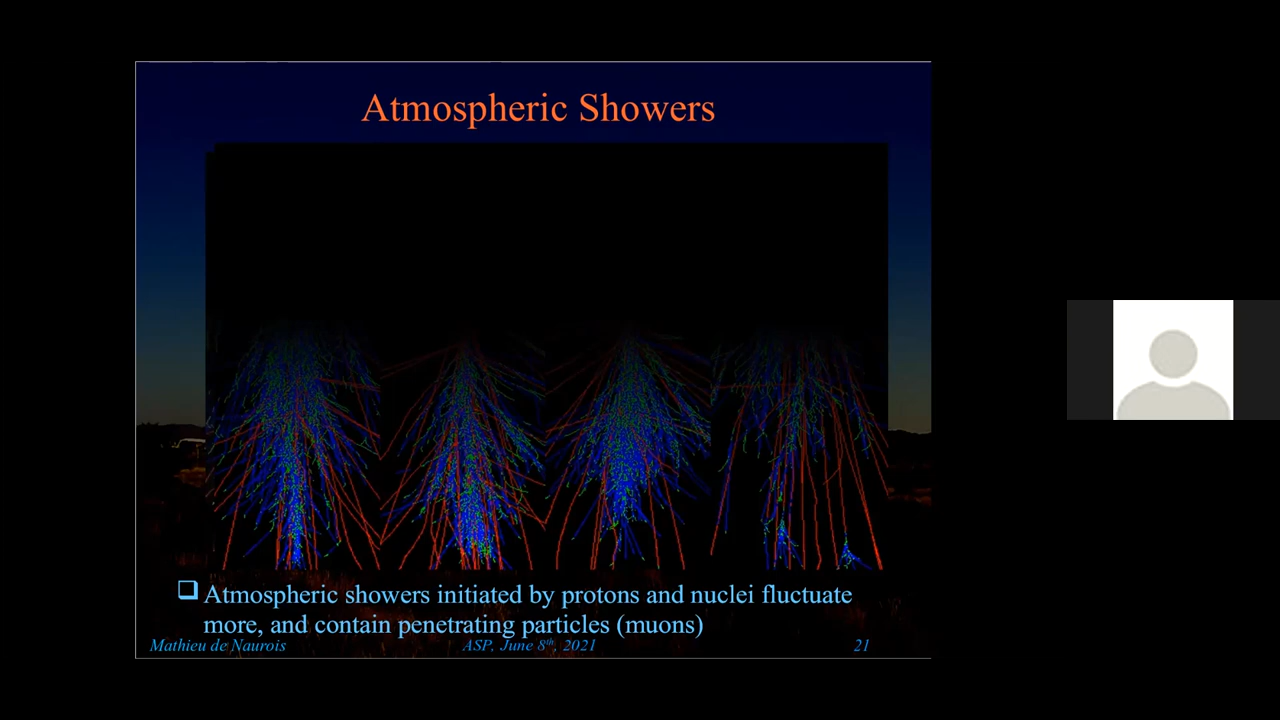 Atmospheric Showers
❑ Atmospheric showers initiated by protons and nuclei fluctuate
more, and contain penetrating particles (muons)
Mathieu de Naurois ASP, June 8th, 2021 21